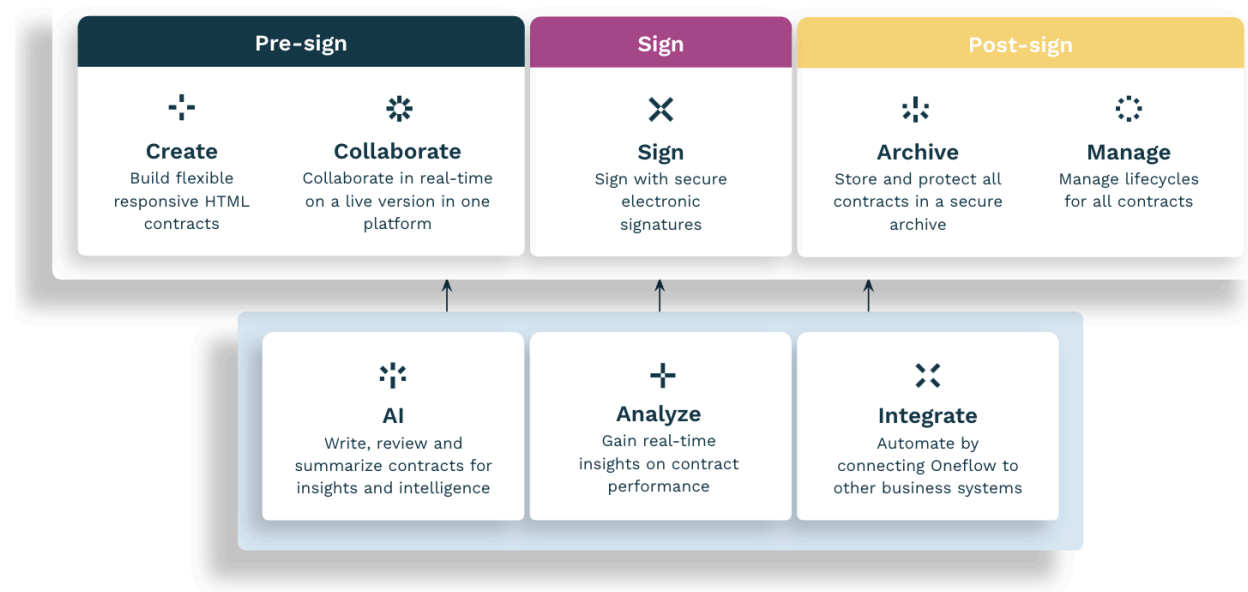 Pre-sign
Sign
Post-sign
Create
Build flexible
responsive HTML
contracts
Collaborate
Collaborate in real-time
on a live version in one
platform
Sign
Sign with secure
electronic
signatures
Archive
Store and protect all
contracts in a secure
archive
Manage
Manage lifecycles
for all contracts
AI
Write, review and
summarize contracts for
insights and intelligence
Analyze
Gain real-time
insights on contract
performance
Integrate
Automate by
connecting Oneflow to
other business systems